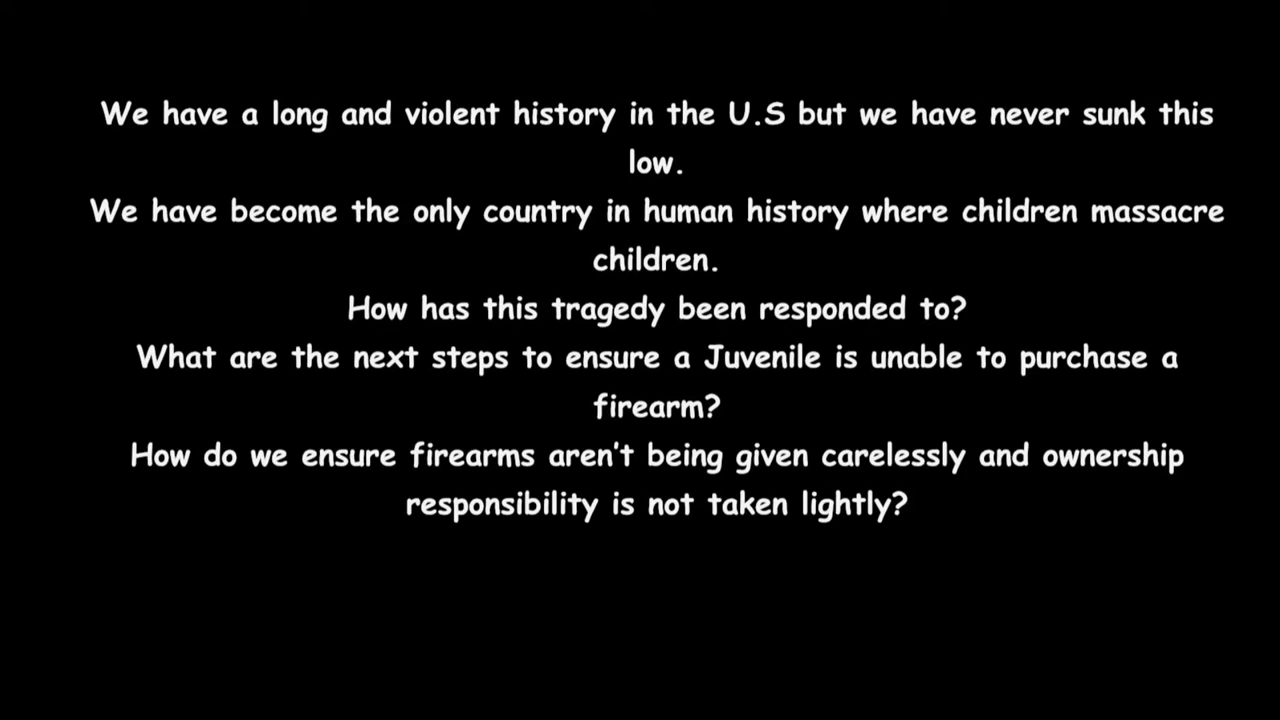 We have a long and violent history in the U.S but we have never sunk this
low.
We have become the only country in human history where children massacre
children.
How has this tragedy been responded to?
What are the next steps to ensure a Juvenile is unable to purchase a
firearm?
How do we ensure firearms aren't being given carelessly and ownership
responsibility is not taken lightly?